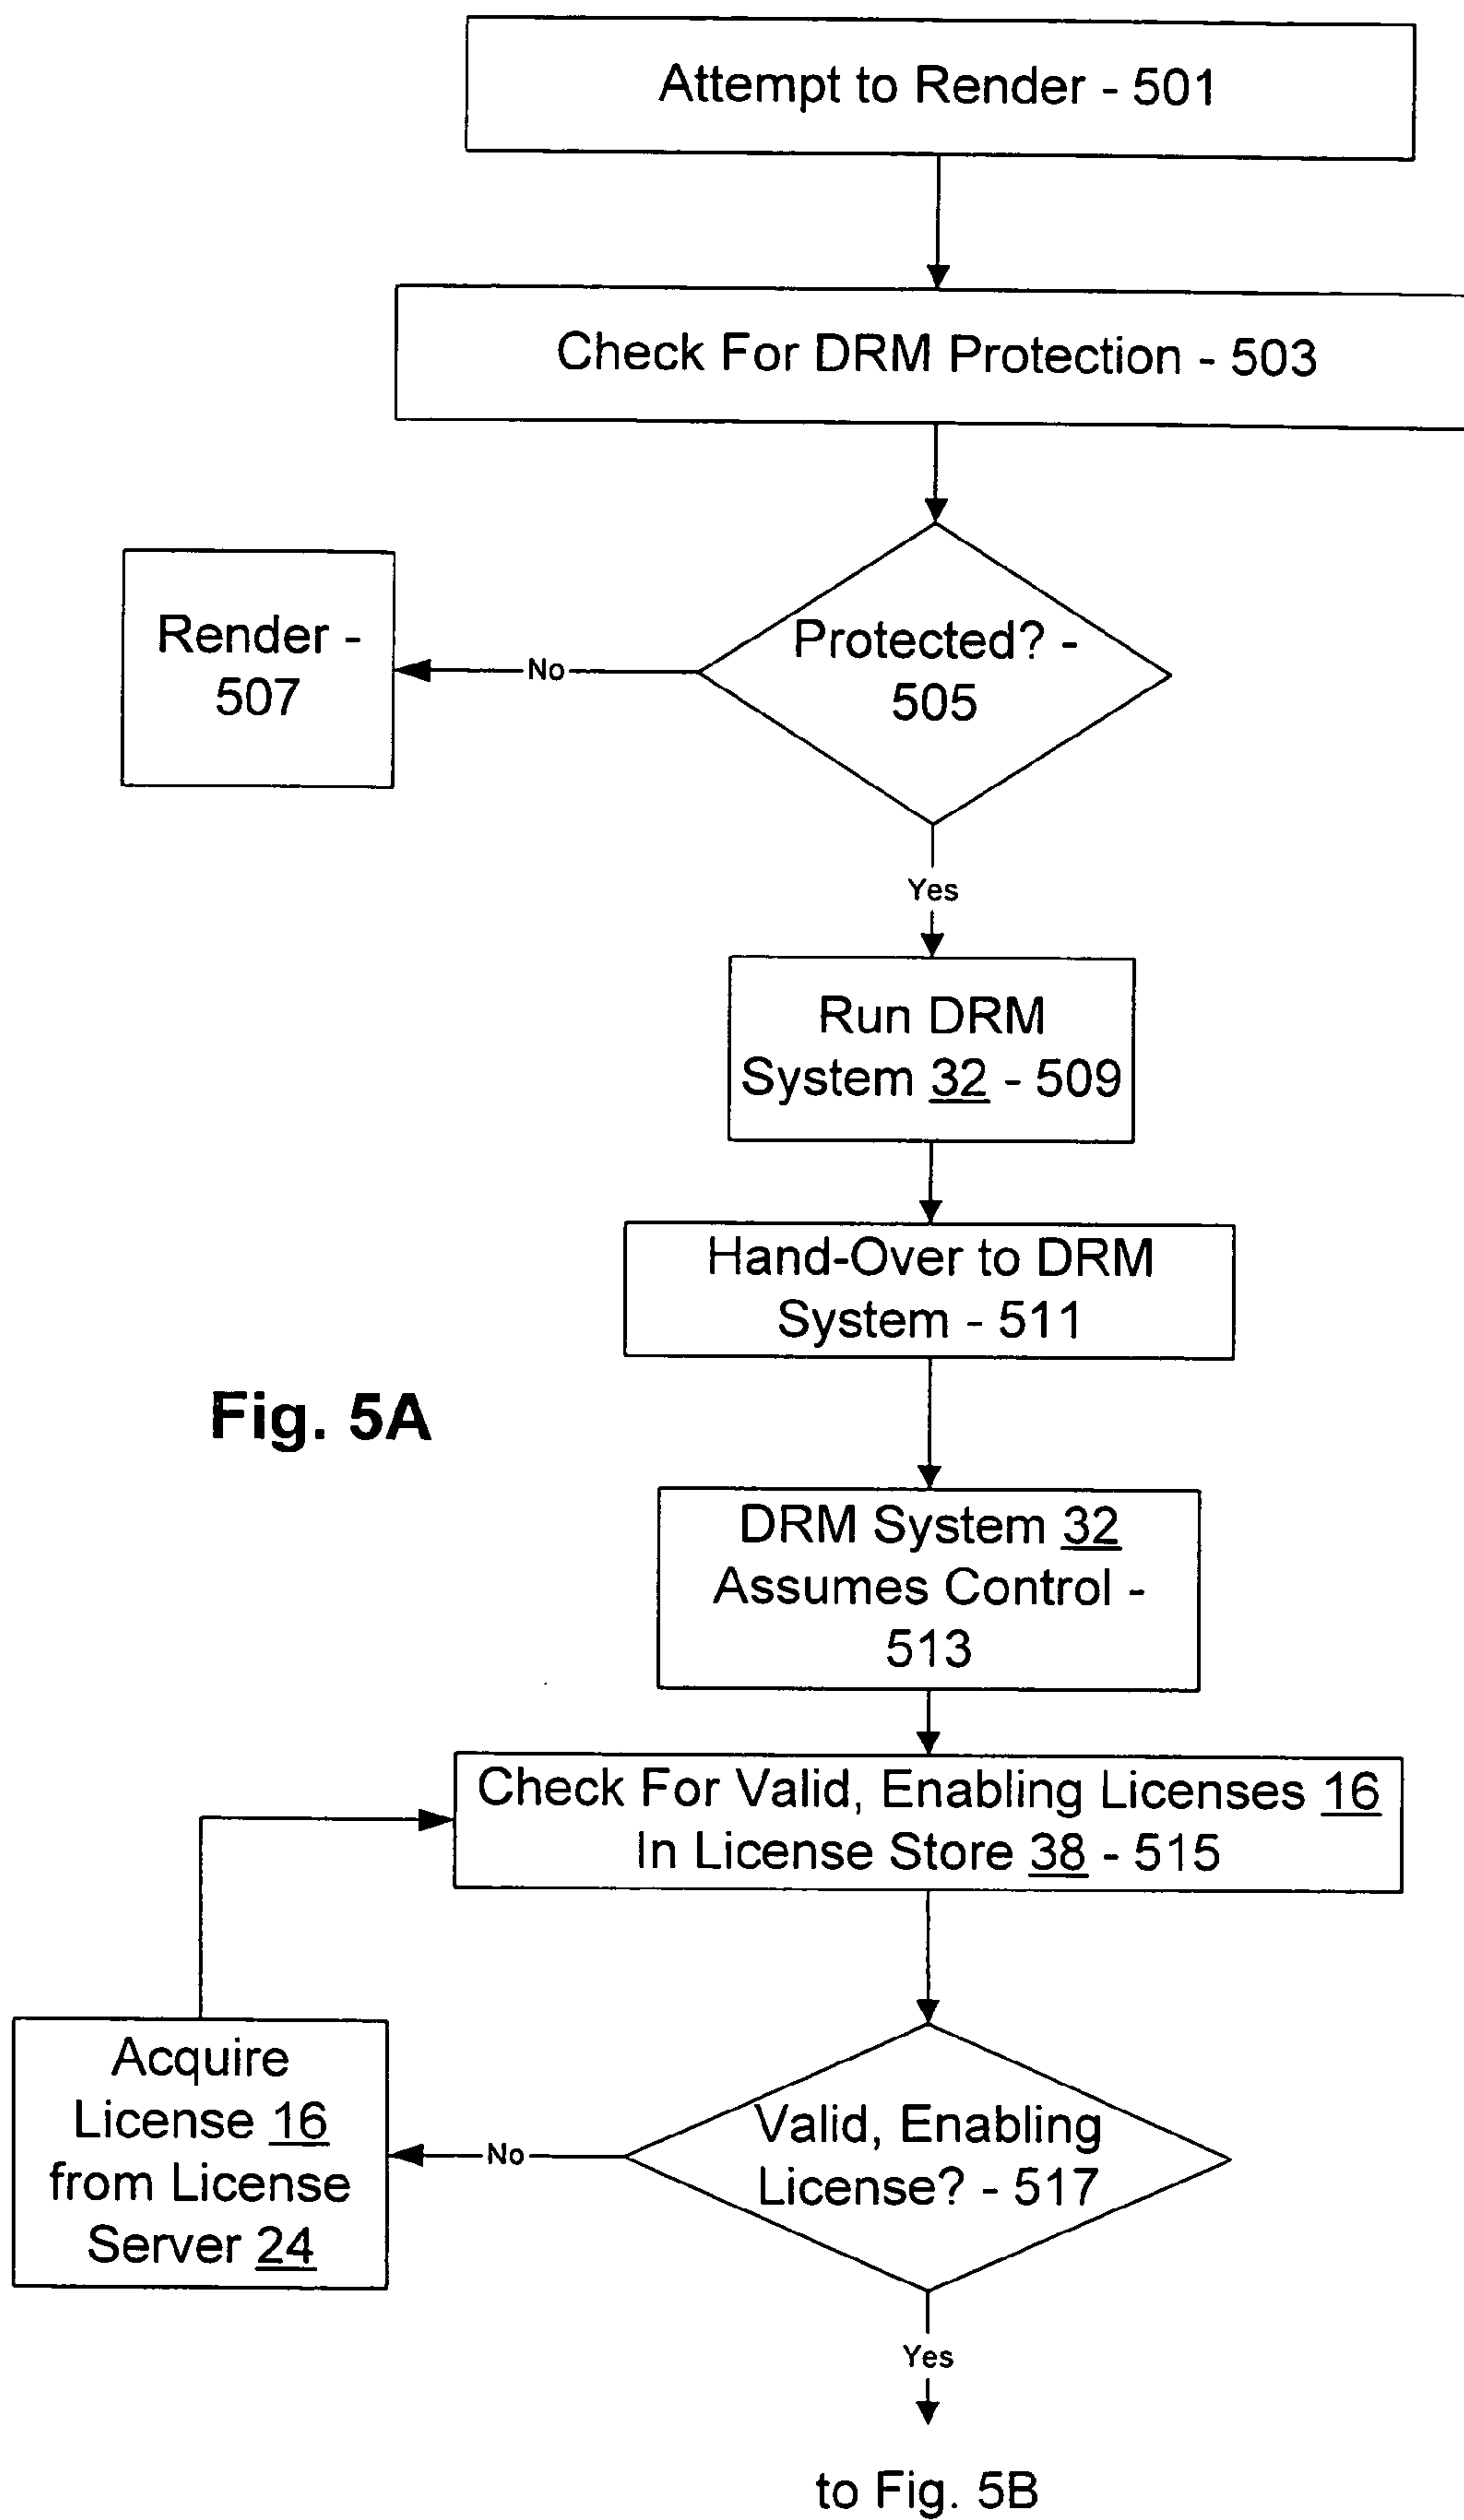 Attempt to Render - 501
Check For DRM Protection - 503
Protected? -
505
No
Render -
507
Yes
Run DRM
System 32 - 509
Hand-Over to DRM
System - 511
Fig. 5A
DRM System 32
Assumes Control -
513
Check For Valid, Enabling Licenses 16
In License Store 38 - 515
Valid, Enabling
License? - 517
No
Acquire
License 16
from License
Server 24
Yes
to Fig. 5B